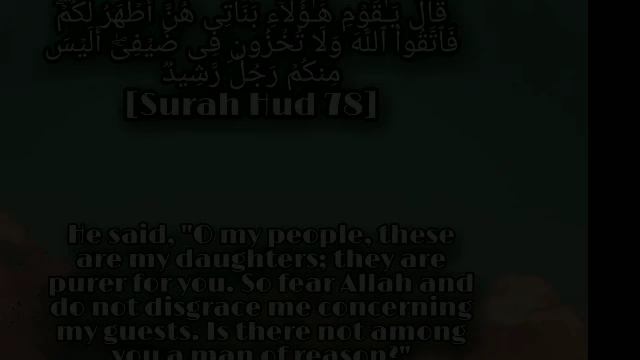 قَالَ يَـٰقَوْمِ هَـٰٓؤُلَآءِ بَنَاتِى هُنَّ أَطْهَرُ لَكُمْ ۖ
فَٱتَّقُوا۟ ٱللَّهَ وَلَا تُخْزُونِ فِى ضَيْفِىٓ ۖ أَلَيْسَ
مِنكُمْ رَجُلٌ رَّشِيدٌ
[Surah Hud 78]
He said, "O my people, these
are my daughters; they are
purer for you. So fear Allah and
do not disgrace me concerning
my guests. Is there not among
you a man of reason?"